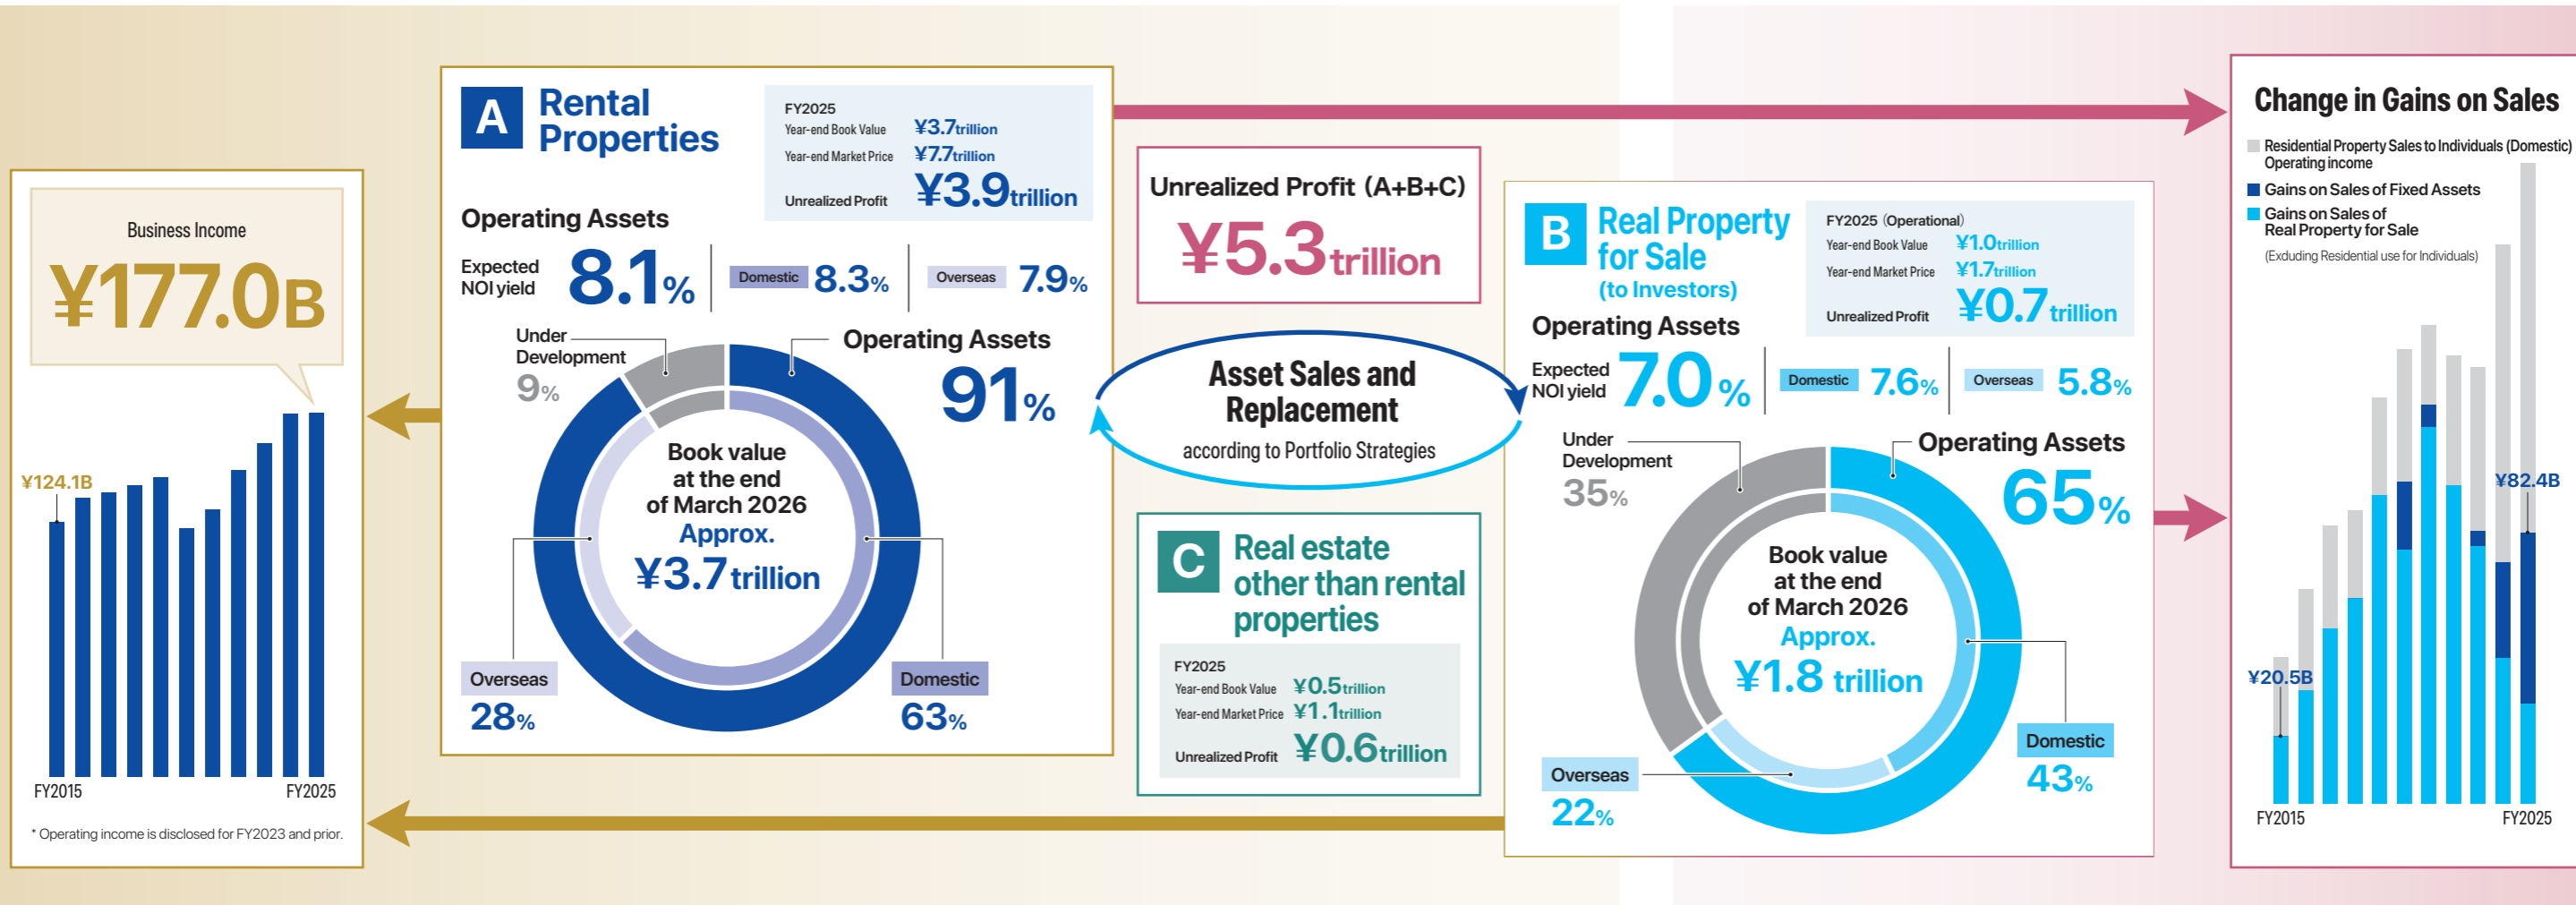 Business Income
¥177.0B
¥124.1B
FY2015
FY2025
* Operating income is disclosed for FY2023 and prior.
A
Rental
Properties
FY2025
Year-end Book Value ¥3.7trillion
Year-end Market Price ¥7.7trillion
Unrealized Profit ¥3.9trillion
Operating Assets
Expected
NOI yield
8.1%
Domestic 8.3%
Overseas 7.9%
Under
Development
9%
Operating Assets
91%
Book value
at the end
of March 2026
Approx.
¥3.7 trillion
Overseas
28%
Domestic
63%
Unrealized Profit (A+B+C)
¥5.3 trillion
Asset Sales and
Replacement
according to Portfolio Strategies
C
Real estate
other than rental
properties
FY2025
Year-end Book Value ¥0.5trillion
Year-end Market Price ¥1.1trillion
Unrealized Profit ¥0.6trillion
B
Real Property
for Sale
(to Investors)
FY2025 (Operational)
Year-end Book Value ¥1.0trillion
Year-end Market Price ¥1.7trillion
Unrealized Profit ¥0.7trillion
Operating Assets
Expected
NOI yield
7.0%
Domestic 7.6%
Overseas 5.8%
Under
Development
35%
Operating Assets
65%
Book value
at the end
of March 2026
Approx.
¥1.8 trillion
Overseas
22%
Domestic
43%
Change in Gains on Sales
Residential Property Sales to Individuals (Domestic)
Operating income
Gains on Sales of Fixed Assets
Gains on Sales of
Real Property for Sale
(Excluding Residential use for Individuals)
¥82.4B
¥20.5B
FY2015
FY2025